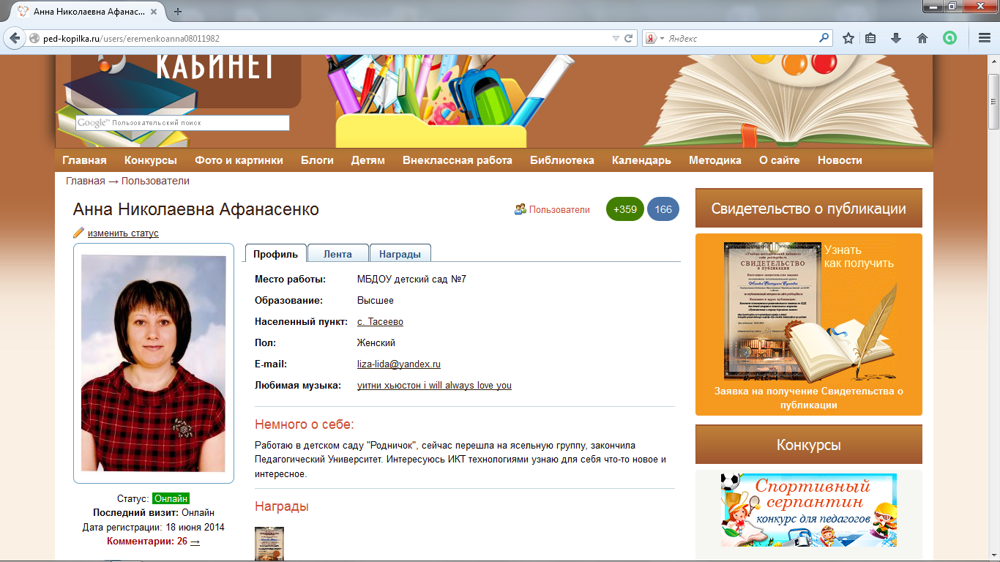 Анна Николаевна Афанас...
ped-kopilka.ru/users/eremenkoanna08011982
Яндекс
КАБИНЕТ
Google™ Пользовательский поиск
Главная Конкурсы Фото и картинки Блоги Детям Внеклассная работа Библиотека Календарь Методика О сайте Новости
Главная → Пользователи
Анна Николаевна Афанасенко
Пользователи +359 166
изменить статус
Профиль Лента Награды
Место работы: МБДОУ детский сад №7
Образование: Высшее
Населенный пункт: с. Тасеево
Пол: Женский
E-mail: liza-lida@yandex.ru
Любимая музыка: уитни хьюстон i will always love you
Немного о себе:
Работаю в детском саду "Родничок", сейчас перешла на ясельную группу, закончила
Педагогический Университет. Интересуюсь ИКТ технологиями узнаю для себя что-то новое и
интересное.
Награды
Статус: Онлайн
Последний визит: Онлайн
Дата регистрации: 18 июня 2014
Комментарии: 26 →
Свидетельство о публикации
Узнать
как получить
СВИДЕТЕЛЬСТВО
о публикации
Заявка на получение Свидетельства о
публикации
Конкурсы
Спортивный
серпантин
конкурс для педагогов